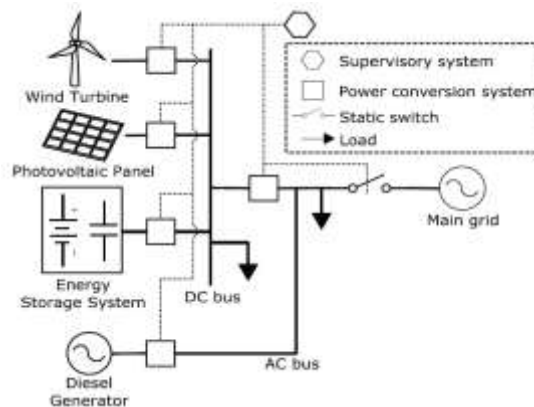 Wind Turbine
Photovoltaic Panel
Energy
Storage System
DC bus
Diesel
Generator
AC bus
Main grid
Supervisory system
Power conversion system
Static switch
Load